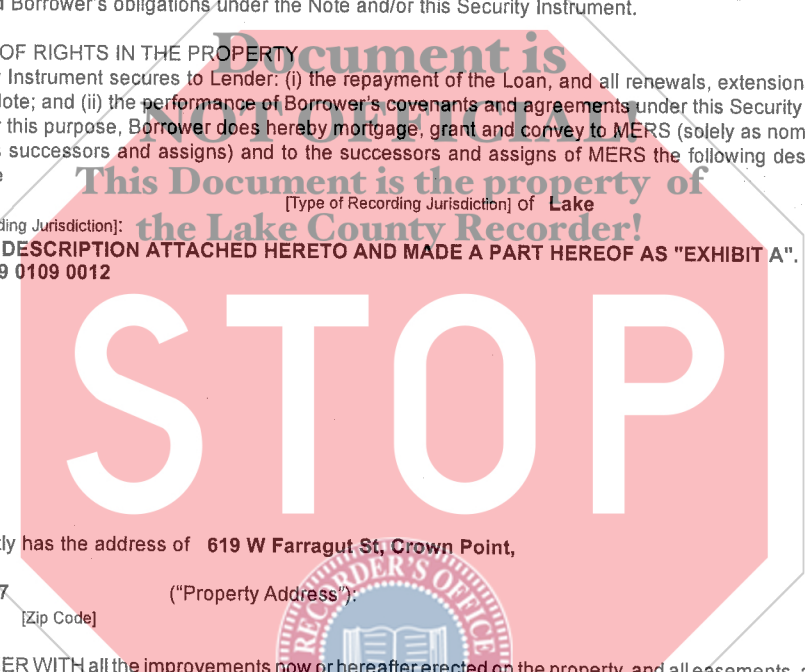 d Borrower's obligations under the Note and/or this Security Instrument.
OF RIGHTS IN THE PROPERTY
Document is
Instrument secures to Lender: (i) the repayment of the Loan, and all renewals, extension
Note; and (ii) the performance of Borrower's covenants and agreements under this Security
NOT OFFICIAL!
this purpose, Borrower does hereby mortgage, grant and convey to MERS (solely as nom
successors and assigns) and to the successors and assigns of MERS the following des
This Document is the property of
[Type of Recording Jurisdiction] of Lake
ding Jurisdiction]:
the Lake County Recorder!
DESCRIPTION ATTACHED HERETO AND MADE A PART HEREOF AS "EXHIBIT A".
9 0109 0012
STOP
tly has the address of 619 W Farragut St, Crown Point,
7 ("Property Address"):
[Zip Code]
RECORDER'S OFFICE
ER WITH all the improvements now or hereafter erected on the property, and all easements,